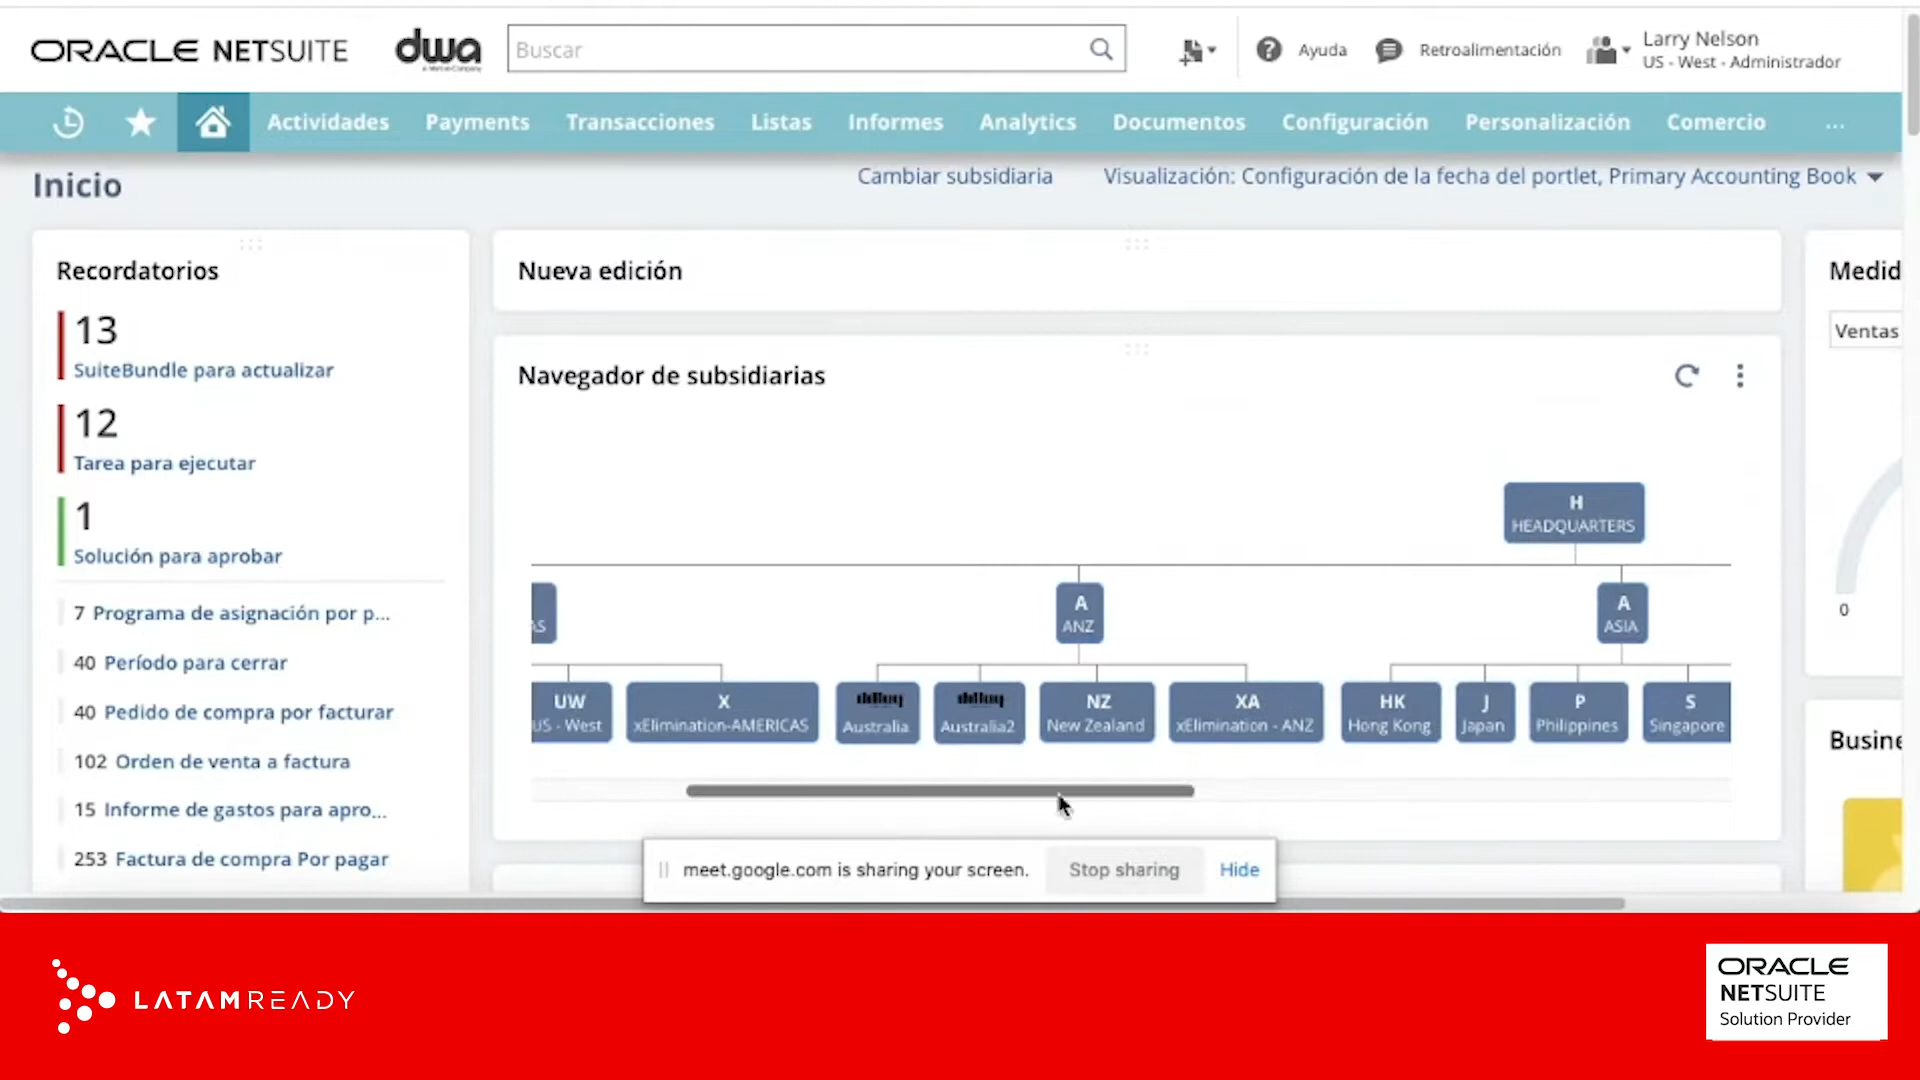 ORACLE NETSUITE
dwa
Buscar
Ayuda
Retroalimentación
Larry Nelson
US - West - Administrador
Actividades
Payments
Transacciones
Listas
Informes
Analytics
Documentos
Configuración
Personalización
Comercio
...
Inicio
Cambiar subsidiaria
Visualización: Configuración de la fecha del portlet, Primary Accounting Book
Recordatorios
13
SuiteBundle para actualizar
12
Tarea para ejecutar
1
Solución para aprobar
7 Programa de asignación por p...
40 Período para cerrar
40 Pedido de compra por facturar
102 Orden de venta a factura
15 Informe de gastos para apro...
253 Factura de compra Por pagar
Nueva edición
Navegador de subsidiarias
H
HEADQUARTERS
AS
A
ANZ
A
ASIA
UW
US - West
X
xElimination-AMERICAS
Australia
Australia2
NZ
New Zealand
XA
xElimination - ANZ
HK
Hong Kong
J
Japan
P
Philippines
S
Singapore
Medid
Ventas
0
Busine
meet.google.com is sharing your screen.
Stop sharing
Hide
LATAMREADY
ORACLE
NETSUITE
Solution Provider